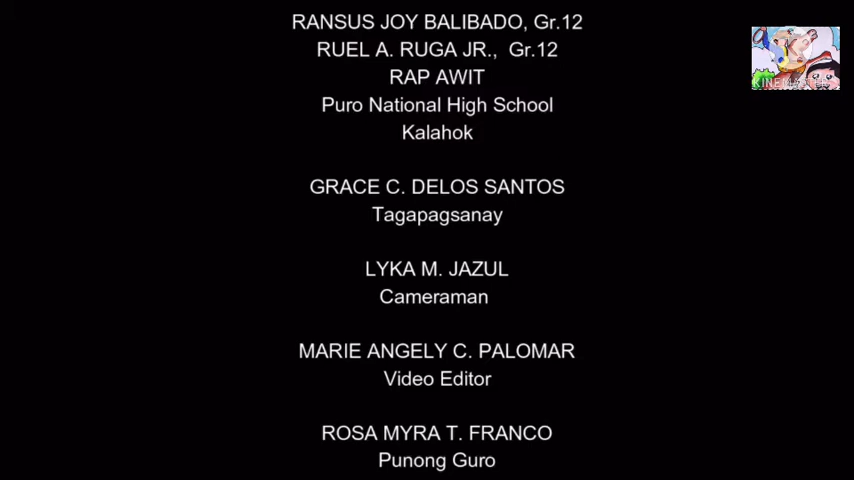 RANSUS JOY BALIBADO, Gr.12
RUEL A. RUGA JR., Gr.12
RAP AWIT
Puro National High School
Kalahok
GRACE C. DELOS SANTOS
Tagapagsanay
LYKA M. JAZUL
Cameraman
MARIE ANGELY C. PALOMAR
Video Editor
ROSA MYRA T. FRANCO
Punong Guro